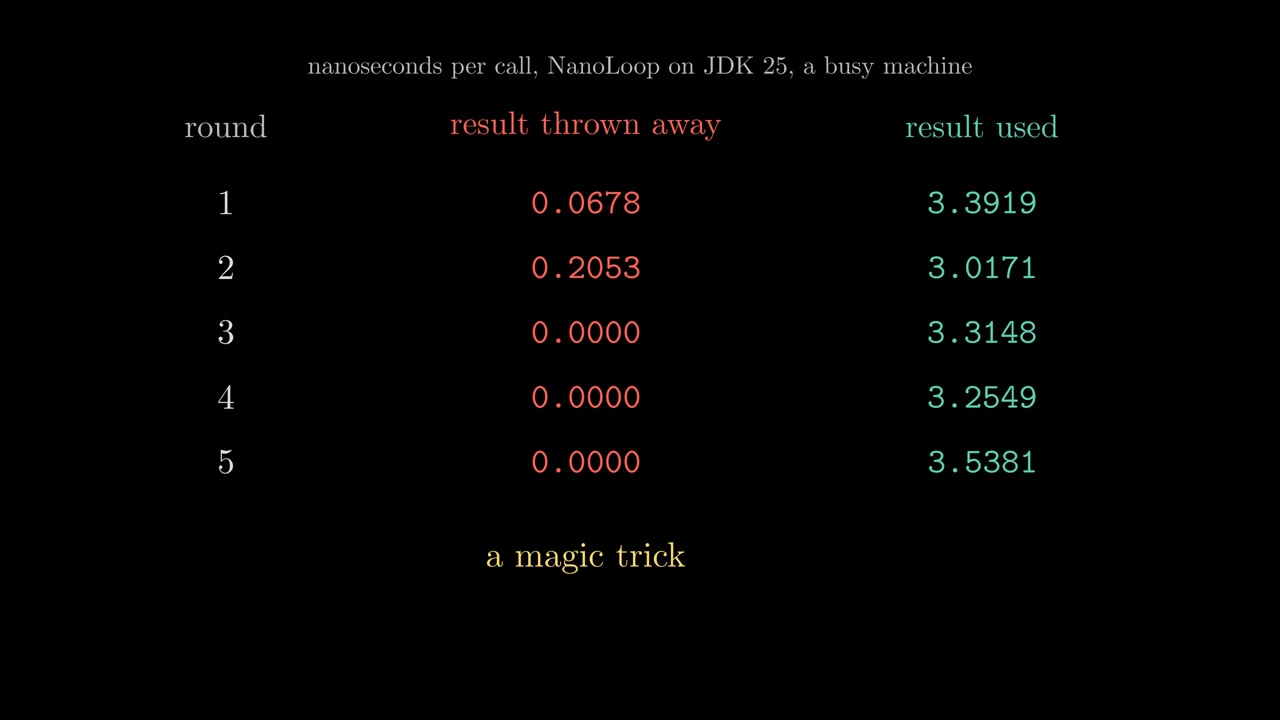 nanoseconds per call, NanoLoop on JDK 25, a busy machine
round result thrown away result used
1 0.0678 3.3919
2 0.2053 3.0171
3 0.0000 3.3148
4 0.0000 3.2549
5 0.0000 3.5381
a magic trick